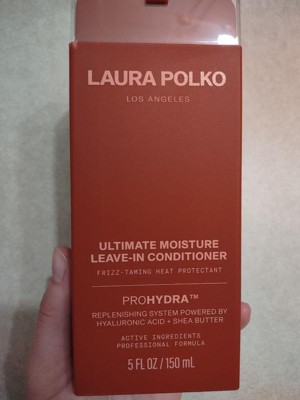 LAURA POLKO
LOS ANGELES
ULTIMATE MOISTURE
LEAVE-IN CONDITIONER
FRIZZ-TAMING HEAT PROTECTANT
PROHYDRA™
REPLENISHING SYSTEM POWERED BY
HYALURONIC ACID + SHEA BUTTER
ACTIVE INGREDIENTS
PROFESSIONAL FORMULA
5 FL OZ / 150 mL